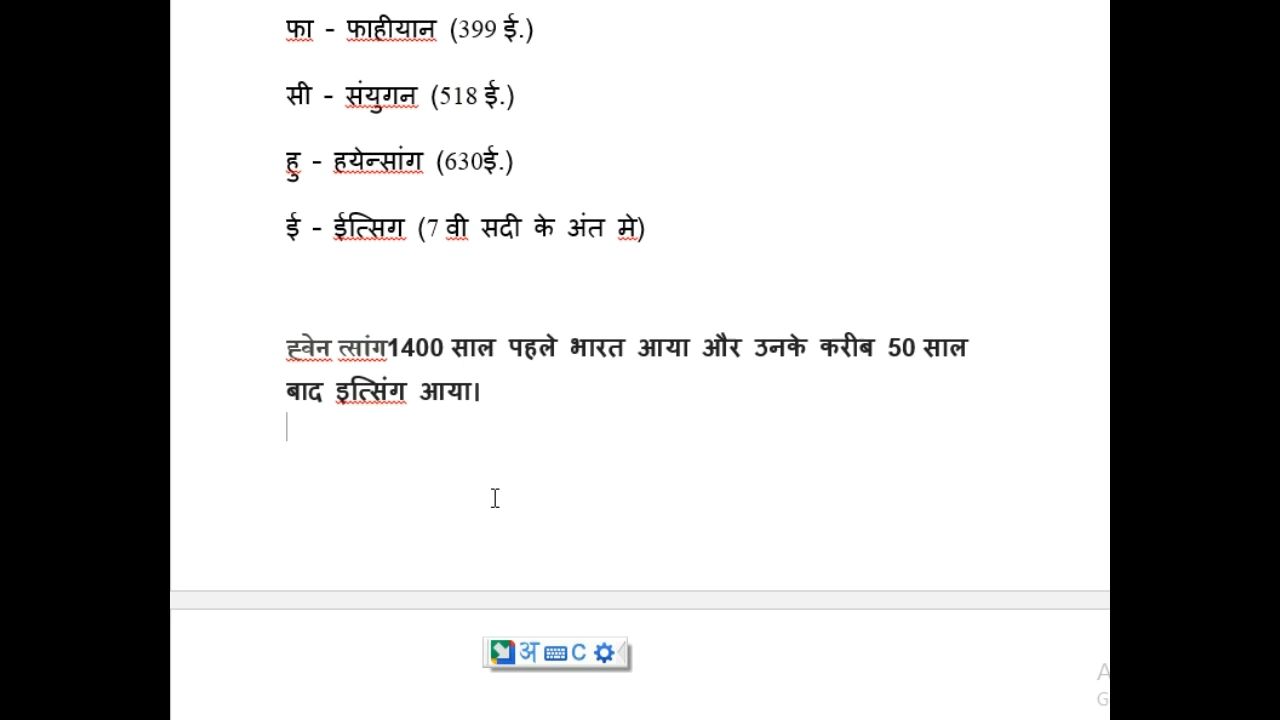 फा - फाहीयान (399 ई.)
सी - संयुगन (518 ई.)
हु - हयेन्सांग (630ई.)
ई - ईत्सिग (7 वी सदी के अंत मे)
ह्वेन त्सांग1400 साल पहले भारत आया और उनके करीब 50 साल
बाद इत्सिंग आया।
अ C